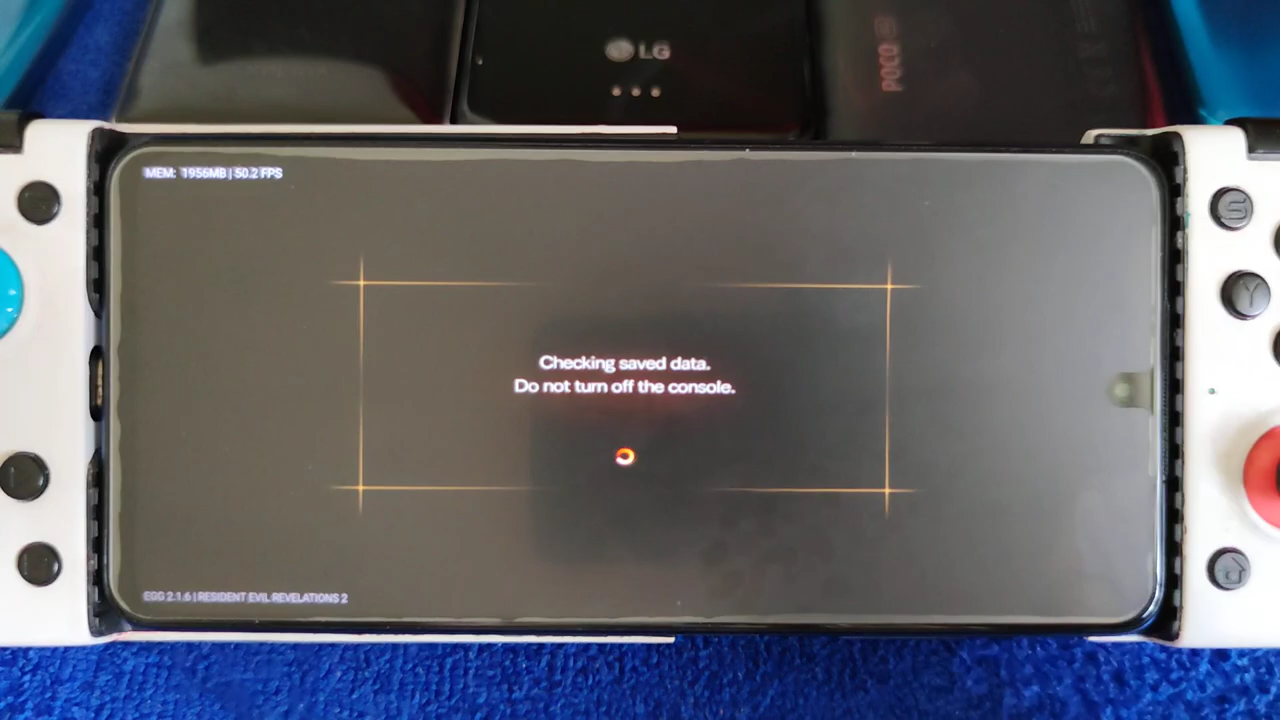 LG
POCO
MEM: 1956MB | 50.2 FPS
S
Y
Checking saved data.
Do not turn off the console.
EGG 2.1.6 | RESIDENT EVIL REVELATIONS 2